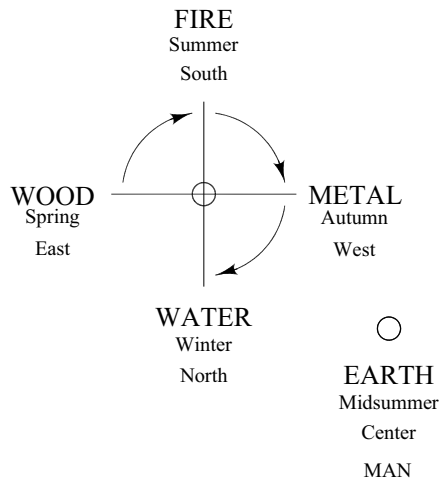 FIRE
Summer
South
WOOD
Spring
East
METAL
Autumn
West
WATER
Winter
North
EARTH
Midsummer
Center
MAN